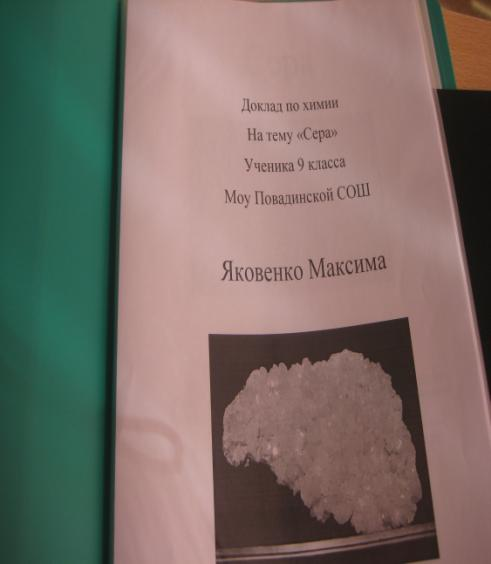 Доклад по химии
На тему «Сера»
Ученика 9 класса
Моу Повадинской СОШ
Яковенко Максима